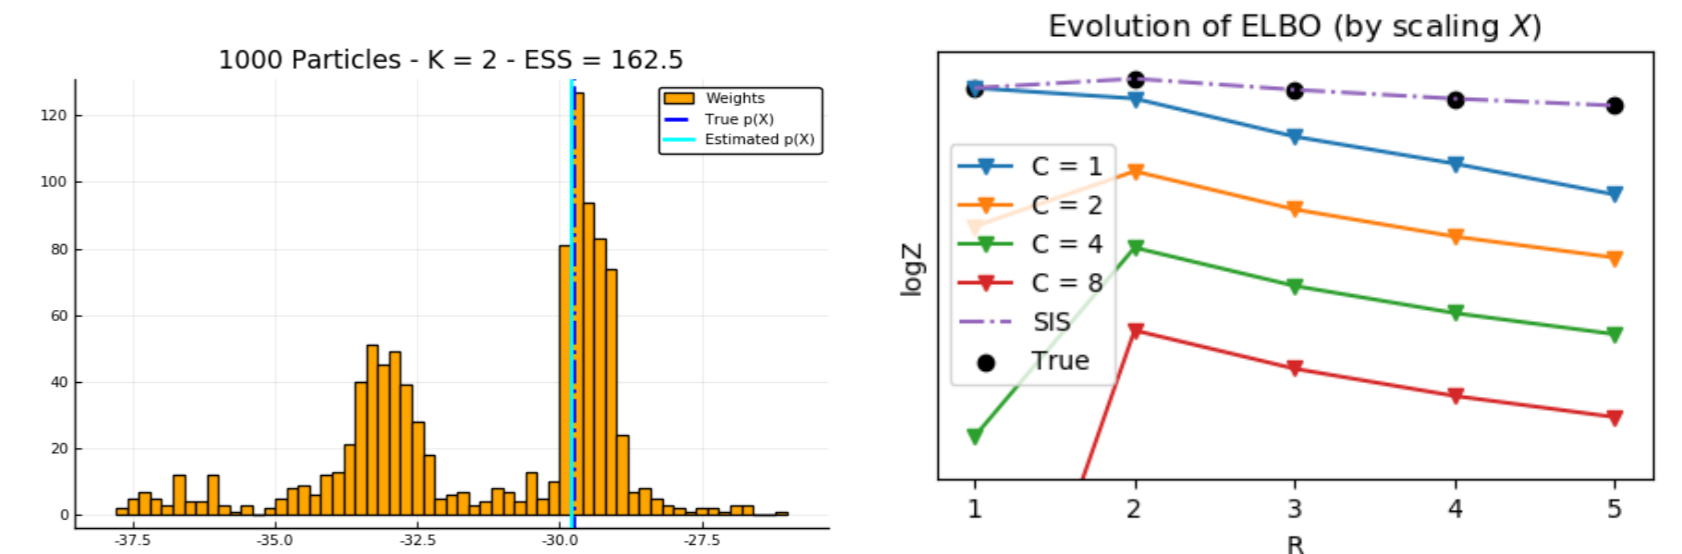 1000 Particles - K = 2 - ESS = 162.5
120
100
80
60
40
20
0
-37.5 -35.0 -32.5 -30.0 -27.5
Weights
True p(X)
Estimated p(X)
Evolution of ELBO (by scaling X)
logZ
C = 1
C = 2
C = 4
C = 8
SIS
True
1 2 3 4 5
R